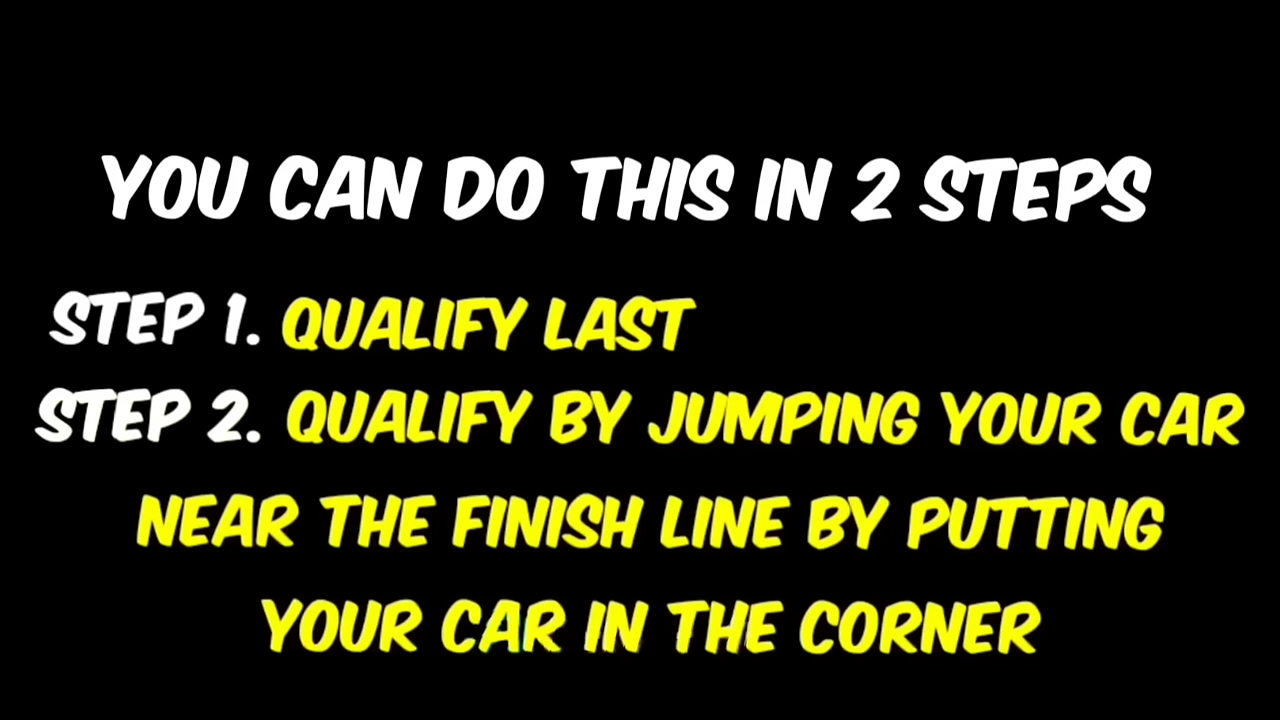 YOU CAN DO THIS IN 2 STEPS
STEP 1. QUALIFY LAST
STEP 2. QUALIFY BY JUMPING YOUR CAR
NEAR THE FINISH LINE BY PUTTING
YOUR CAR IN THE CORNER